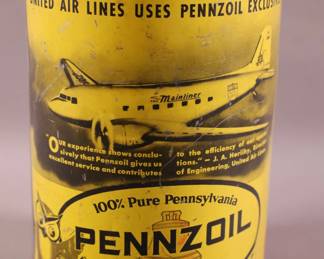 UNITED AIR LINES USES PENNZOIL
Mainliner
"OUR experience shows conclu-
sively that Pennzoil gives us
excellent service and contributes
to the efficiency of our
tions." — J. A. Herlihy,
of Engineering, United Air
100% Pure Pennsylvania
PENNZOIL